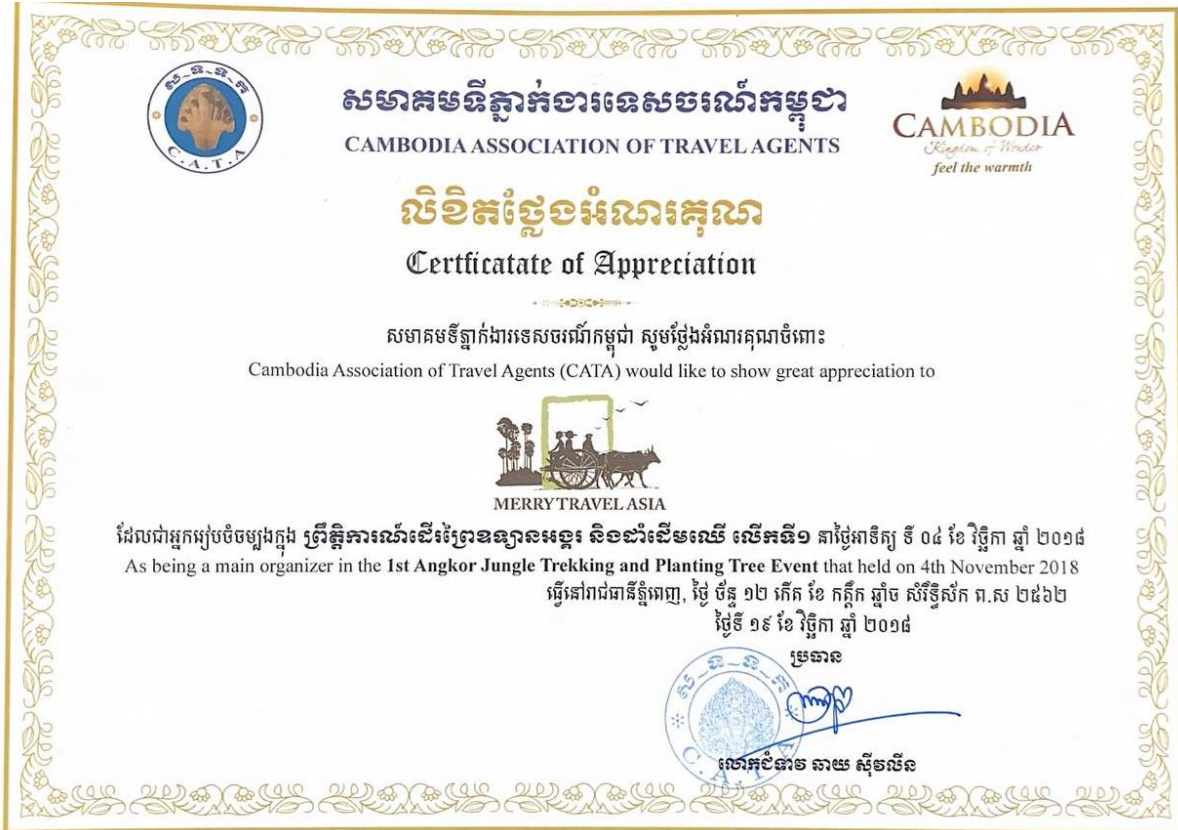 ស-ទ-ទ-ក
C.A.T.A
សមាគមទីភ្នាក់ងារទេសចរណ៍កម្ពុជា
CAMBODIA ASSOCIATION OF TRAVEL AGENTS
CAMBODIA
Kingdom of Wonder
feel the warmth
លិខិតថ្លែងអំណរគុណ
Certficatate of Appreciation
សមាគមទីភ្នាក់ងារទេសចរណ៍កម្ពុជា សូមថ្លែងអំណារគុណាចំពោះ
Cambodia Association of Travel Agents (CATA) would like to show great appreciation to
MERRY TRAVEL ASIA
ដែលជាអ្នករៀបចំចម្បងក្នុង ព្រឹត្តិការណ៍ដើរព្រៃឧទ្យានអង្គរ និងដាំដើមឈើ លើកទី១ នាថ្ងៃអាទិត្យ ទី ០៤ ខែ វិច្ឆិកា ឆ្នាំ ២០១៨
As being a main organizer in the 1st Angkor Jungle Trekking and Planting Tree Event that held on 4th November 2018
ធ្វើនៅរាជធានីភ្នំពេញ, ថ្ងៃ ច័ន្ទ ១២ កើត ខែ កត្តិក ឆ្នាំច សំរឹទ្ធិស័ក ព.ស ២៥៦២
ថ្ងៃទី ១៩ ខែ វិច្ឆិកា ឆ្នាំ ២០១៨
ប្រធាន
ស-ទ-ទ-ក
C.A.T.A
លោកជំទាវ ឆាយ ស៊ីវលីន